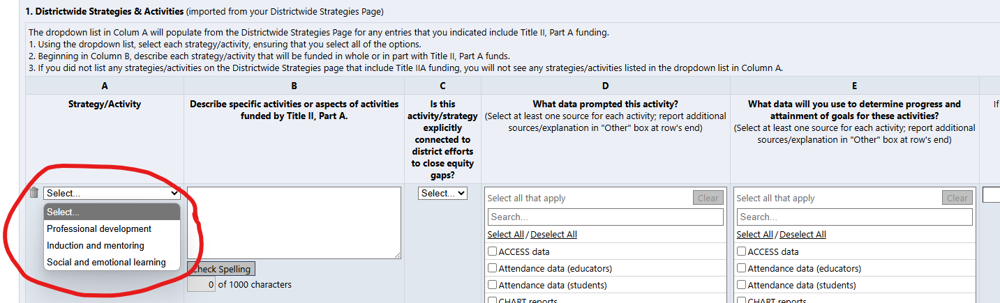 1. Districtwide Strategies & Activities (imported from your Districtwide Strategies Page)
The dropdown list in Colum A will populate from the Districtwide Strategies Page for any entries that you indicated include Title II, Part A funding.
1. Using the dropdown list, select each strategy/activity, ensuring that you select all of the options.
2. Beginning in Column B, describe each strategy/activity that will be funded in whole or in part with Title II, Part A funds.
3. If you did not list any strategies/activities on the Districtwide Strategies page that include Title IIA funding, you will not see any strategies/activities listed in the dropdown list in Column A.
A
B
C
D
E
Strategy/Activity
Describe specific activities or aspects of activities
funded by Title II, Part A.
Is this
activity/strategy
explicitly
connected to
district efforts
to close equity
gaps?
What data prompted this activity?
(Select at least one source for each activity; report additional
sources/explanation in "Other" box at row's end)
What data will you use to determine progress and
attainment of goals for these activities?
(Select at least one source for each activity; report additional
sources/explanation in "Other" box at row's end)
If
Select...
Select...
Professional development
Induction and mentoring
Social and emotional learning
Check Spelling
0 of 1000 characters
Select...
Select all that apply
Clear
Search...
Select All / Deselect All
ACCESS data
Attendance data (educators)
Attendance data (students)
CHART reports
Select all that apply
Clear
Search...
Select All / Deselect All
ACCESS data
Attendance data (educators)
Attendance data (students)
CHART reports